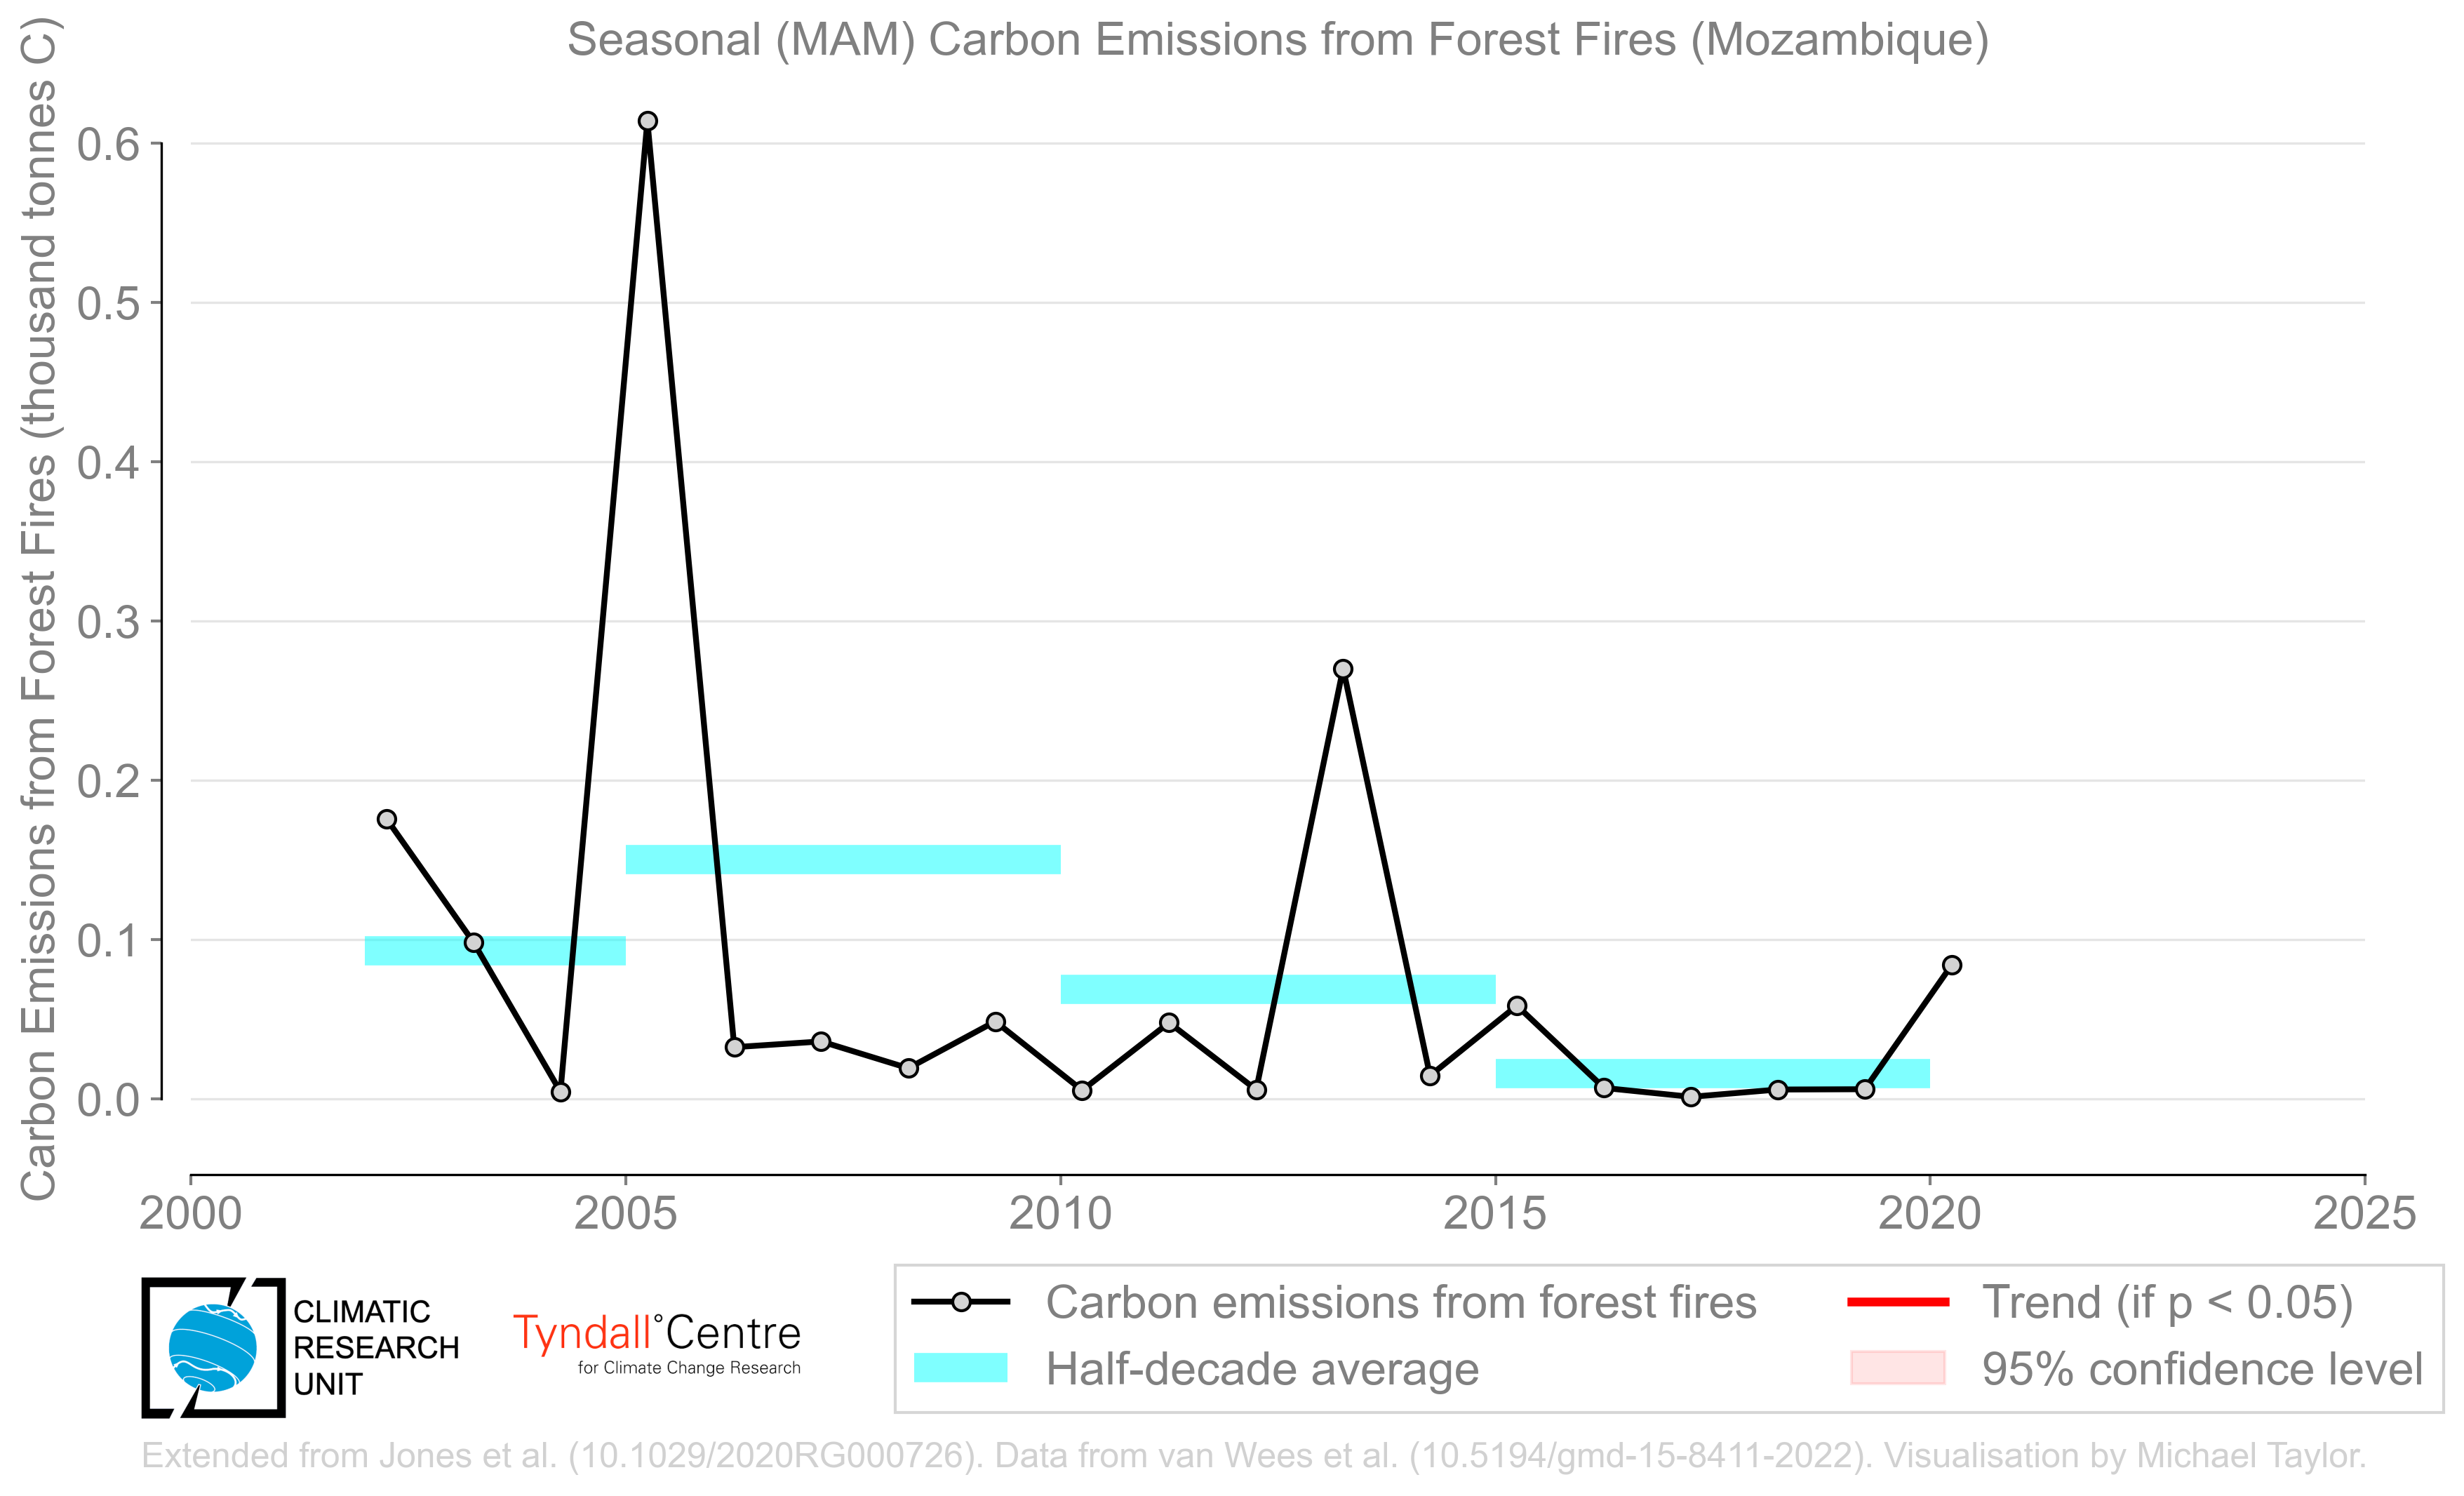 Seasonal (MAM) Carbon Emissions from Forest Fires (Mozambique)
Carbon Emissions from Forest Fires (thousand tonnes C)
0.6
0.5
0.4
0.3
0.2
0.1
0.0
2000
2005
2010
2015
2020
2025
CLIMATIC
RESEARCH
UNIT
Tyndall°Centre
for Climate Change Research
Carbon emissions from forest fires
Half-decade average
Trend (if p < 0.05)
95% confidence level
Extended from Jones et al. (10.1029/2020RG000726). Data from van Wees et al. (10.5194/gmd-15-8411-2022). Visualisation by Michael Taylor.